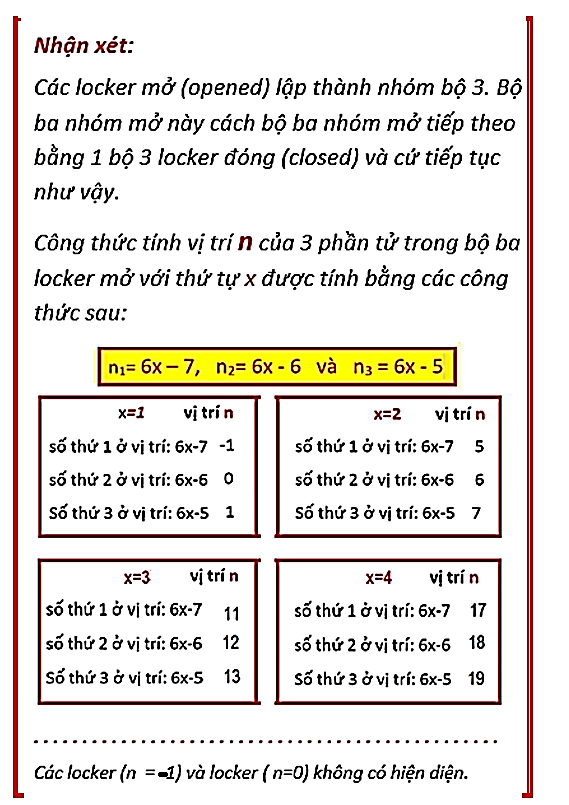 Nhận xét:
Các locker mở (opened) lập thành nhóm bộ 3. Bộ
ba nhóm mở này cách bộ ba nhóm mở tiếp theo
bằng 1 bộ 3 locker đóng (closed) và cứ tiếp tục
như vậy.
Công thức tính vị trí n của 3 phần tử trong bộ ba
locker mở với thứ tự x được tính bằng các công
thức sau:
n₁= 6x – 7, n₂= 6x - 6 và n₃ = 6x - 5
x=1 vị trí n
số thứ 1 ở vị trí: 6x-7 -1
số thứ 2 ở vị trí: 6x-6 0
Số thứ 3 ở vị trí: 6x-5 1
x=2 vị trí n
số thứ 1 ở vị trí: 6x-7 5
số thứ 2 ở vị trí: 6x-6 6
Số thứ 3 ở vị trí: 6x-5 7
x=3 vị trí n
số thứ 1 ở vị trí: 6x-7 11
số thứ 2 ở vị trí: 6x-6 12
Số thứ 3 ở vị trí: 6x-5 13
x=4 vị trí n
số thứ 1 ở vị trí: 6x-7 17
số thứ 2 ở vị trí: 6x-6 18
Số thứ 3 ở vị trí: 6x-5 19
. . . . . . . . . . . . . . . . . . . . . . . . . . . . . . . . . . . . . . . . . . . . . . .
Các locker (n =-1) và locker ( n=0) không có hiện diện.